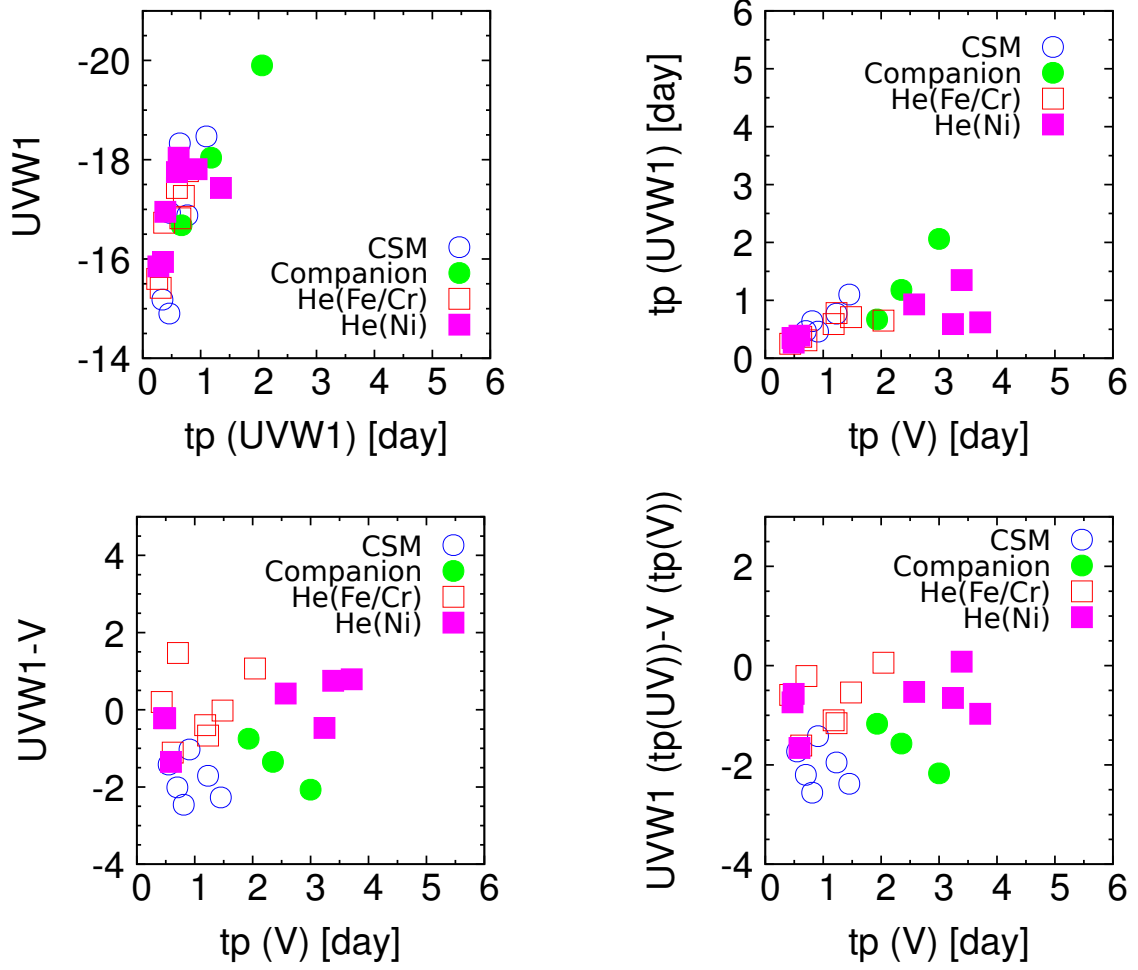 UVW1
-20
-18
-16
-14
CSM
Companion
He(Fe/Cr)
He(Ni)
0 1 2 3 4 5 6
tp (UVW1) [day]
tp (UVW1) [day]
6
5
4
3
2
1
0
CSM
Companion
He(Fe/Cr)
He(Ni)
0 1 2 3 4 5 6
tp (V) [day]
UVW1-V
4
2
0
-2
-4
CSM
Companion
He(Fe/Cr)
He(Ni)
0 1 2 3 4 5 6
tp (V) [day]
UVW1 (tp(UV))-V (tp(V))
2
0
-2
-4
CSM
Companion
He(Fe/Cr)
He(Ni)
0 1 2 3 4 5 6
tp (V) [day]